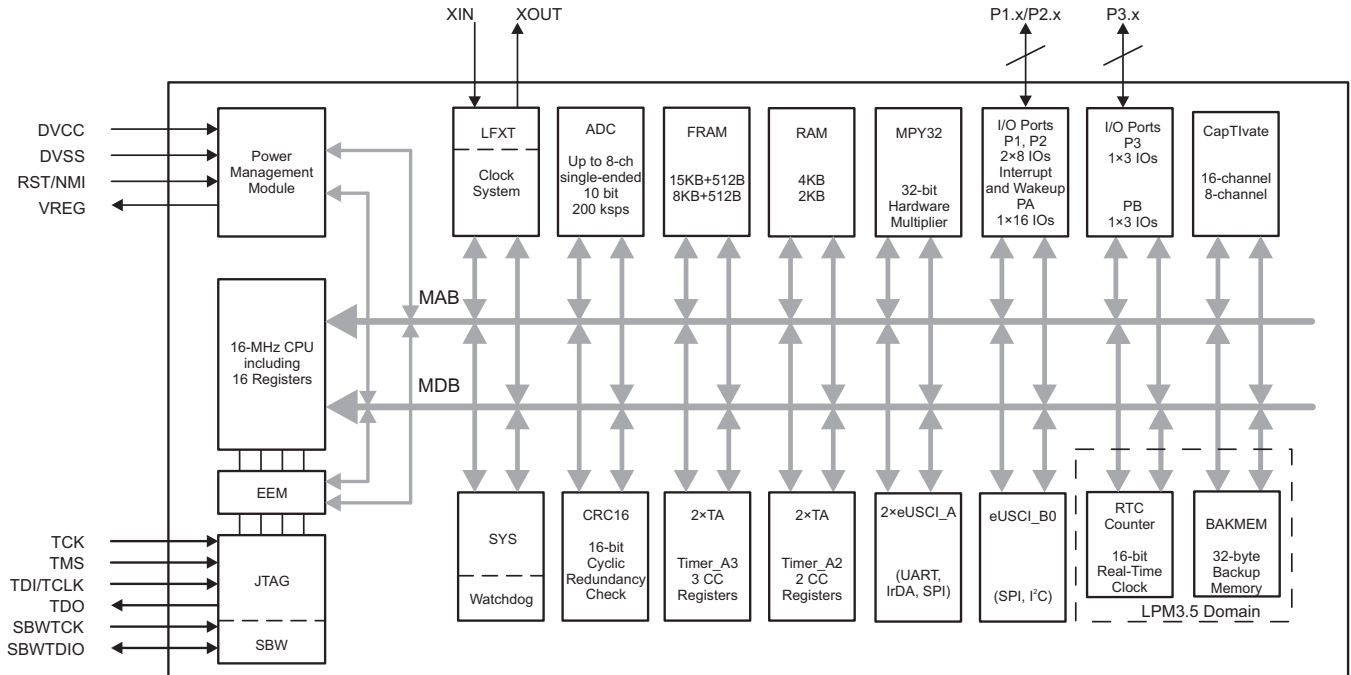 XIN
XOUT
P1.x/P2.x
P3.x
DVCC
DVSS
RST/NMI
VREG
Power
Management
Module
LFXT
Clock
System
ADC
Up to 8-ch
single-ended
10 bit
200 ksps
FRAM
15KB+512B
8KB+512B
RAM
4KB
2KB
MPY32
32-bit
Hardware
Multiplier
I/O Ports
P1, P2
2×8 IOs
Interrupt
and Wakeup
PA
1×16 IOs
I/O Ports
P3
1×3 IOs
PB
1×3 IOs
CapTIvate
16-channel
8-channel
MAB
16-MHz CPU
including
16 Registers
MDB
EEM
TCK
TMS
TDI/TCLK
TDO
SBWTCK
SBWTDIO
JTAG
SBW
SYS
Watchdog
CRC16
16-bit
Cyclic
Redundancy
Check
2×TA
Timer_A3
3 CC
Registers
2×TA
Timer_A2
2 CC
Registers
2×eUSCI_A
(UART,
IrDA, SPI)
eUSCI_B0
(SPI, I²C)
RTC
Counter
16-bit
Real-Time
Clock
BAKMEM
32-byte
Backup
Memory
LPM3.5 Domain